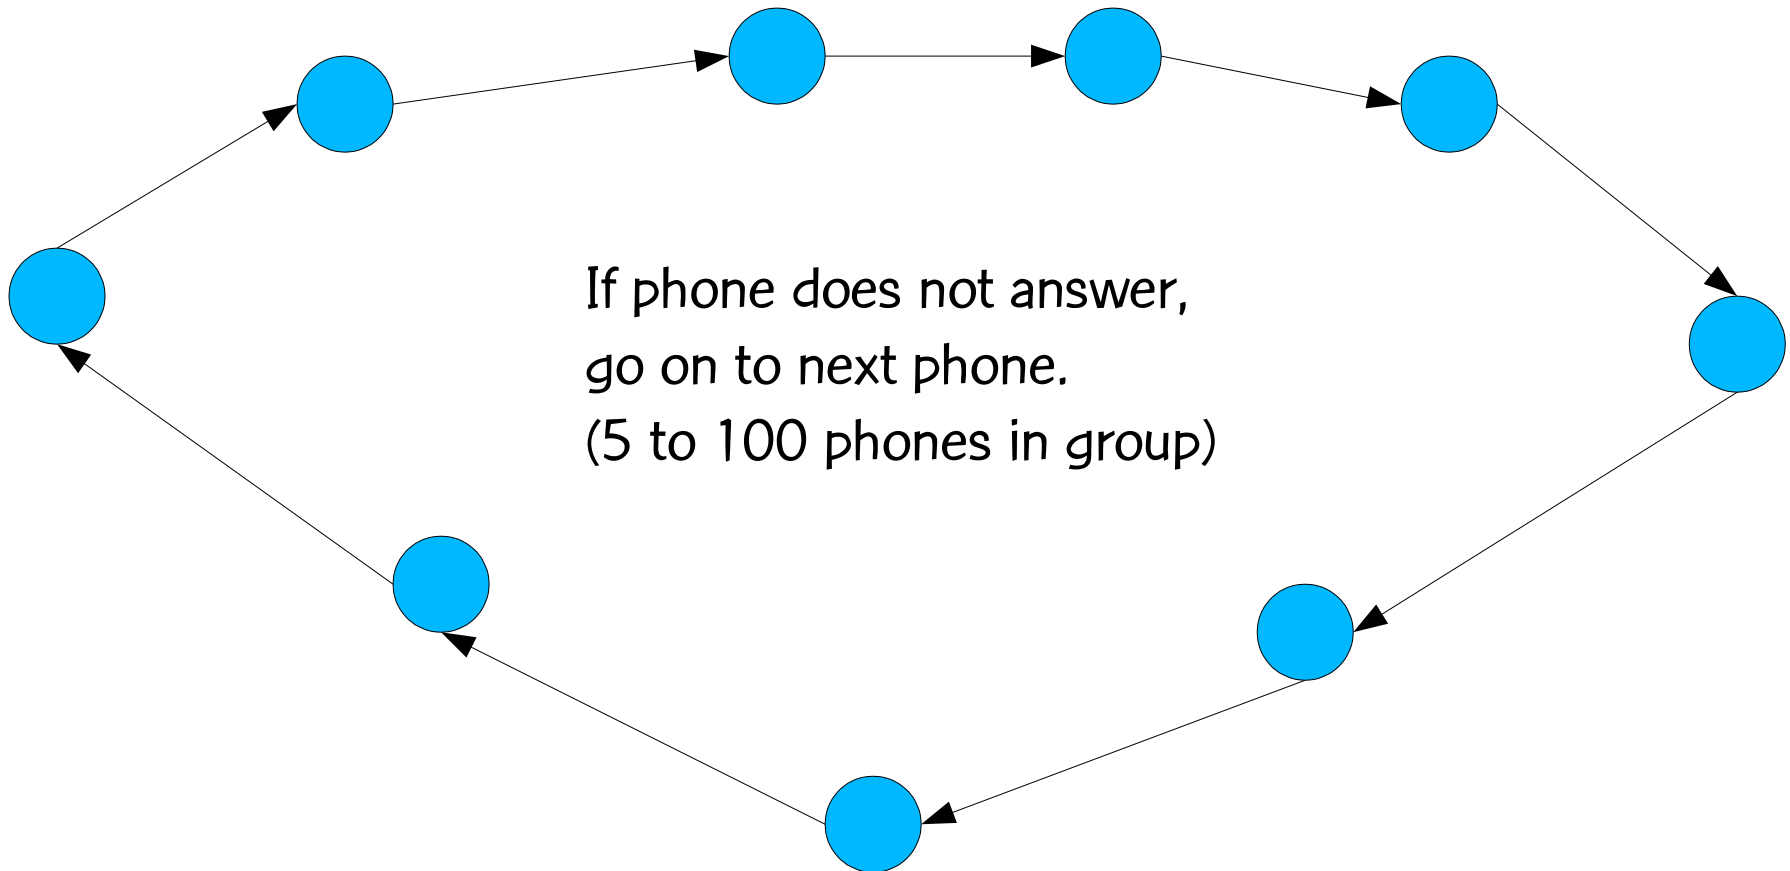 If phone does not answer,
go on to next phone.
(5 to 100 phones in group)